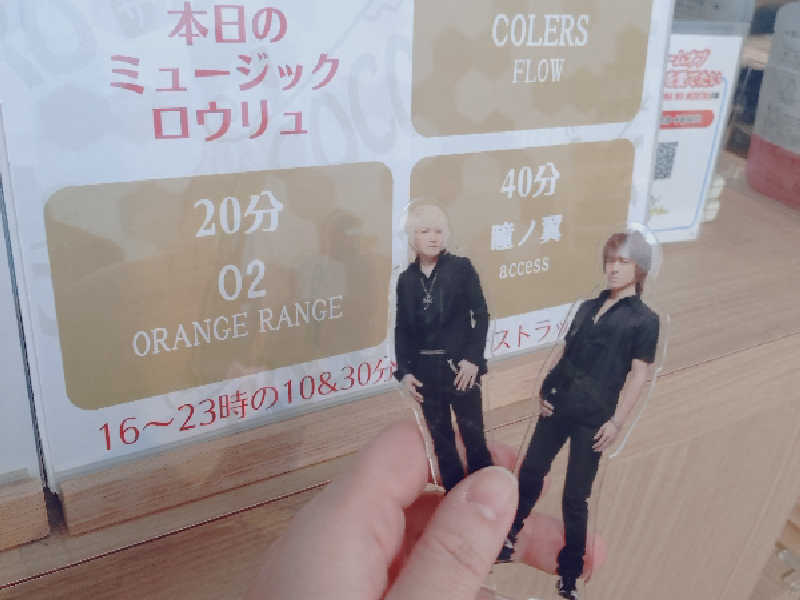 本日の
ミュージック
ロウリュ
COLERS
FLOW
20分
O2
ORANGE RANGE
40分
瞳ノ翼
access
16〜23時の10&30分
ストラッ